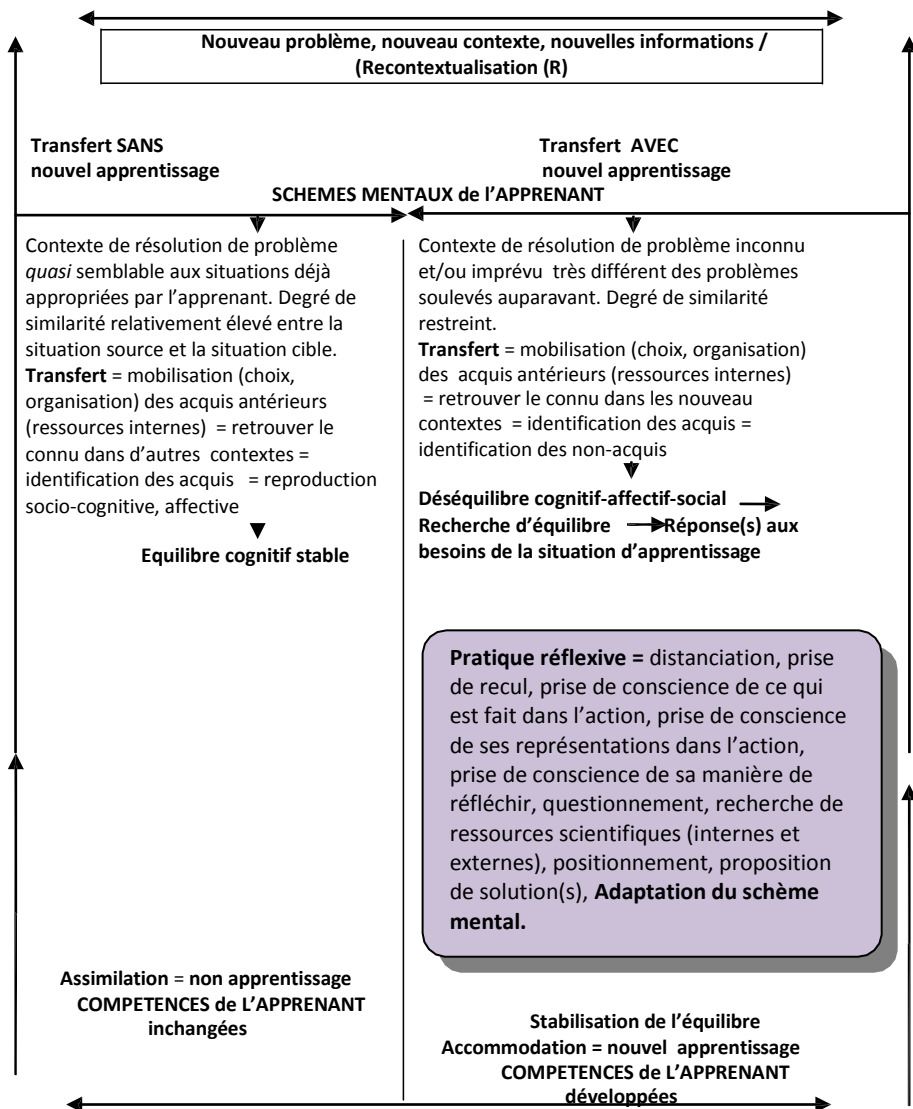 Nouveau problème, nouveau contexte, nouvelles informations /
(Recontextualisation (R)
Transfert SANS
nouvel apprentissage
Transfert AVEC
nouvel apprentissage
SCHEMES MENTAUX de l’APPRENANT
Contexte de résolution de problème
quasi semblable aux situations déjà
appropriées par l’apprenant. Degré de
similarité relativement élevé entre la
situation source et la situation cible.
Transfert = mobilisation (choix,
organisation) des acquis antérieurs
(ressources internes) = retrouver le
connu dans d’autres contextes =
identification des acquis = reproduction
socio-cognitive, affective
Equilibre cognitif stable
Contexte de résolution de problème inconnu
et/ou imprévu très différent des problèmes
soulevés auparavant. Degré de similarité
restreint.
Transfert = mobilisation (choix, organisation)
des acquis antérieurs (ressources internes)
= retrouver le connu dans les nouveau
contextes = identification des acquis =
identification des non-acquis
Déséquilibre cognitif-affectif-social
Recherche d’équilibre Réponse(s) aux
besoins de la situation d’apprentissage
Pratique réflexive = distanciation, prise
de recul, prise de conscience de ce qui
est fait dans l’action, prise de conscience
de ses représentations dans l’action,
prise de conscience de sa manière de
réfléchir, questionnement, recherche de
ressources scientifiques (internes et
externes), positionnement, proposition
de solution(s), Adaptation du schème
mental.
Assimilation = non apprentissage
COMPETENCES de L’APPRENANT
inchangées
Stabilisation de l’équilibre
Accommodation = nouvel apprentissage
COMPETENCES de L’APPRENANT
développées